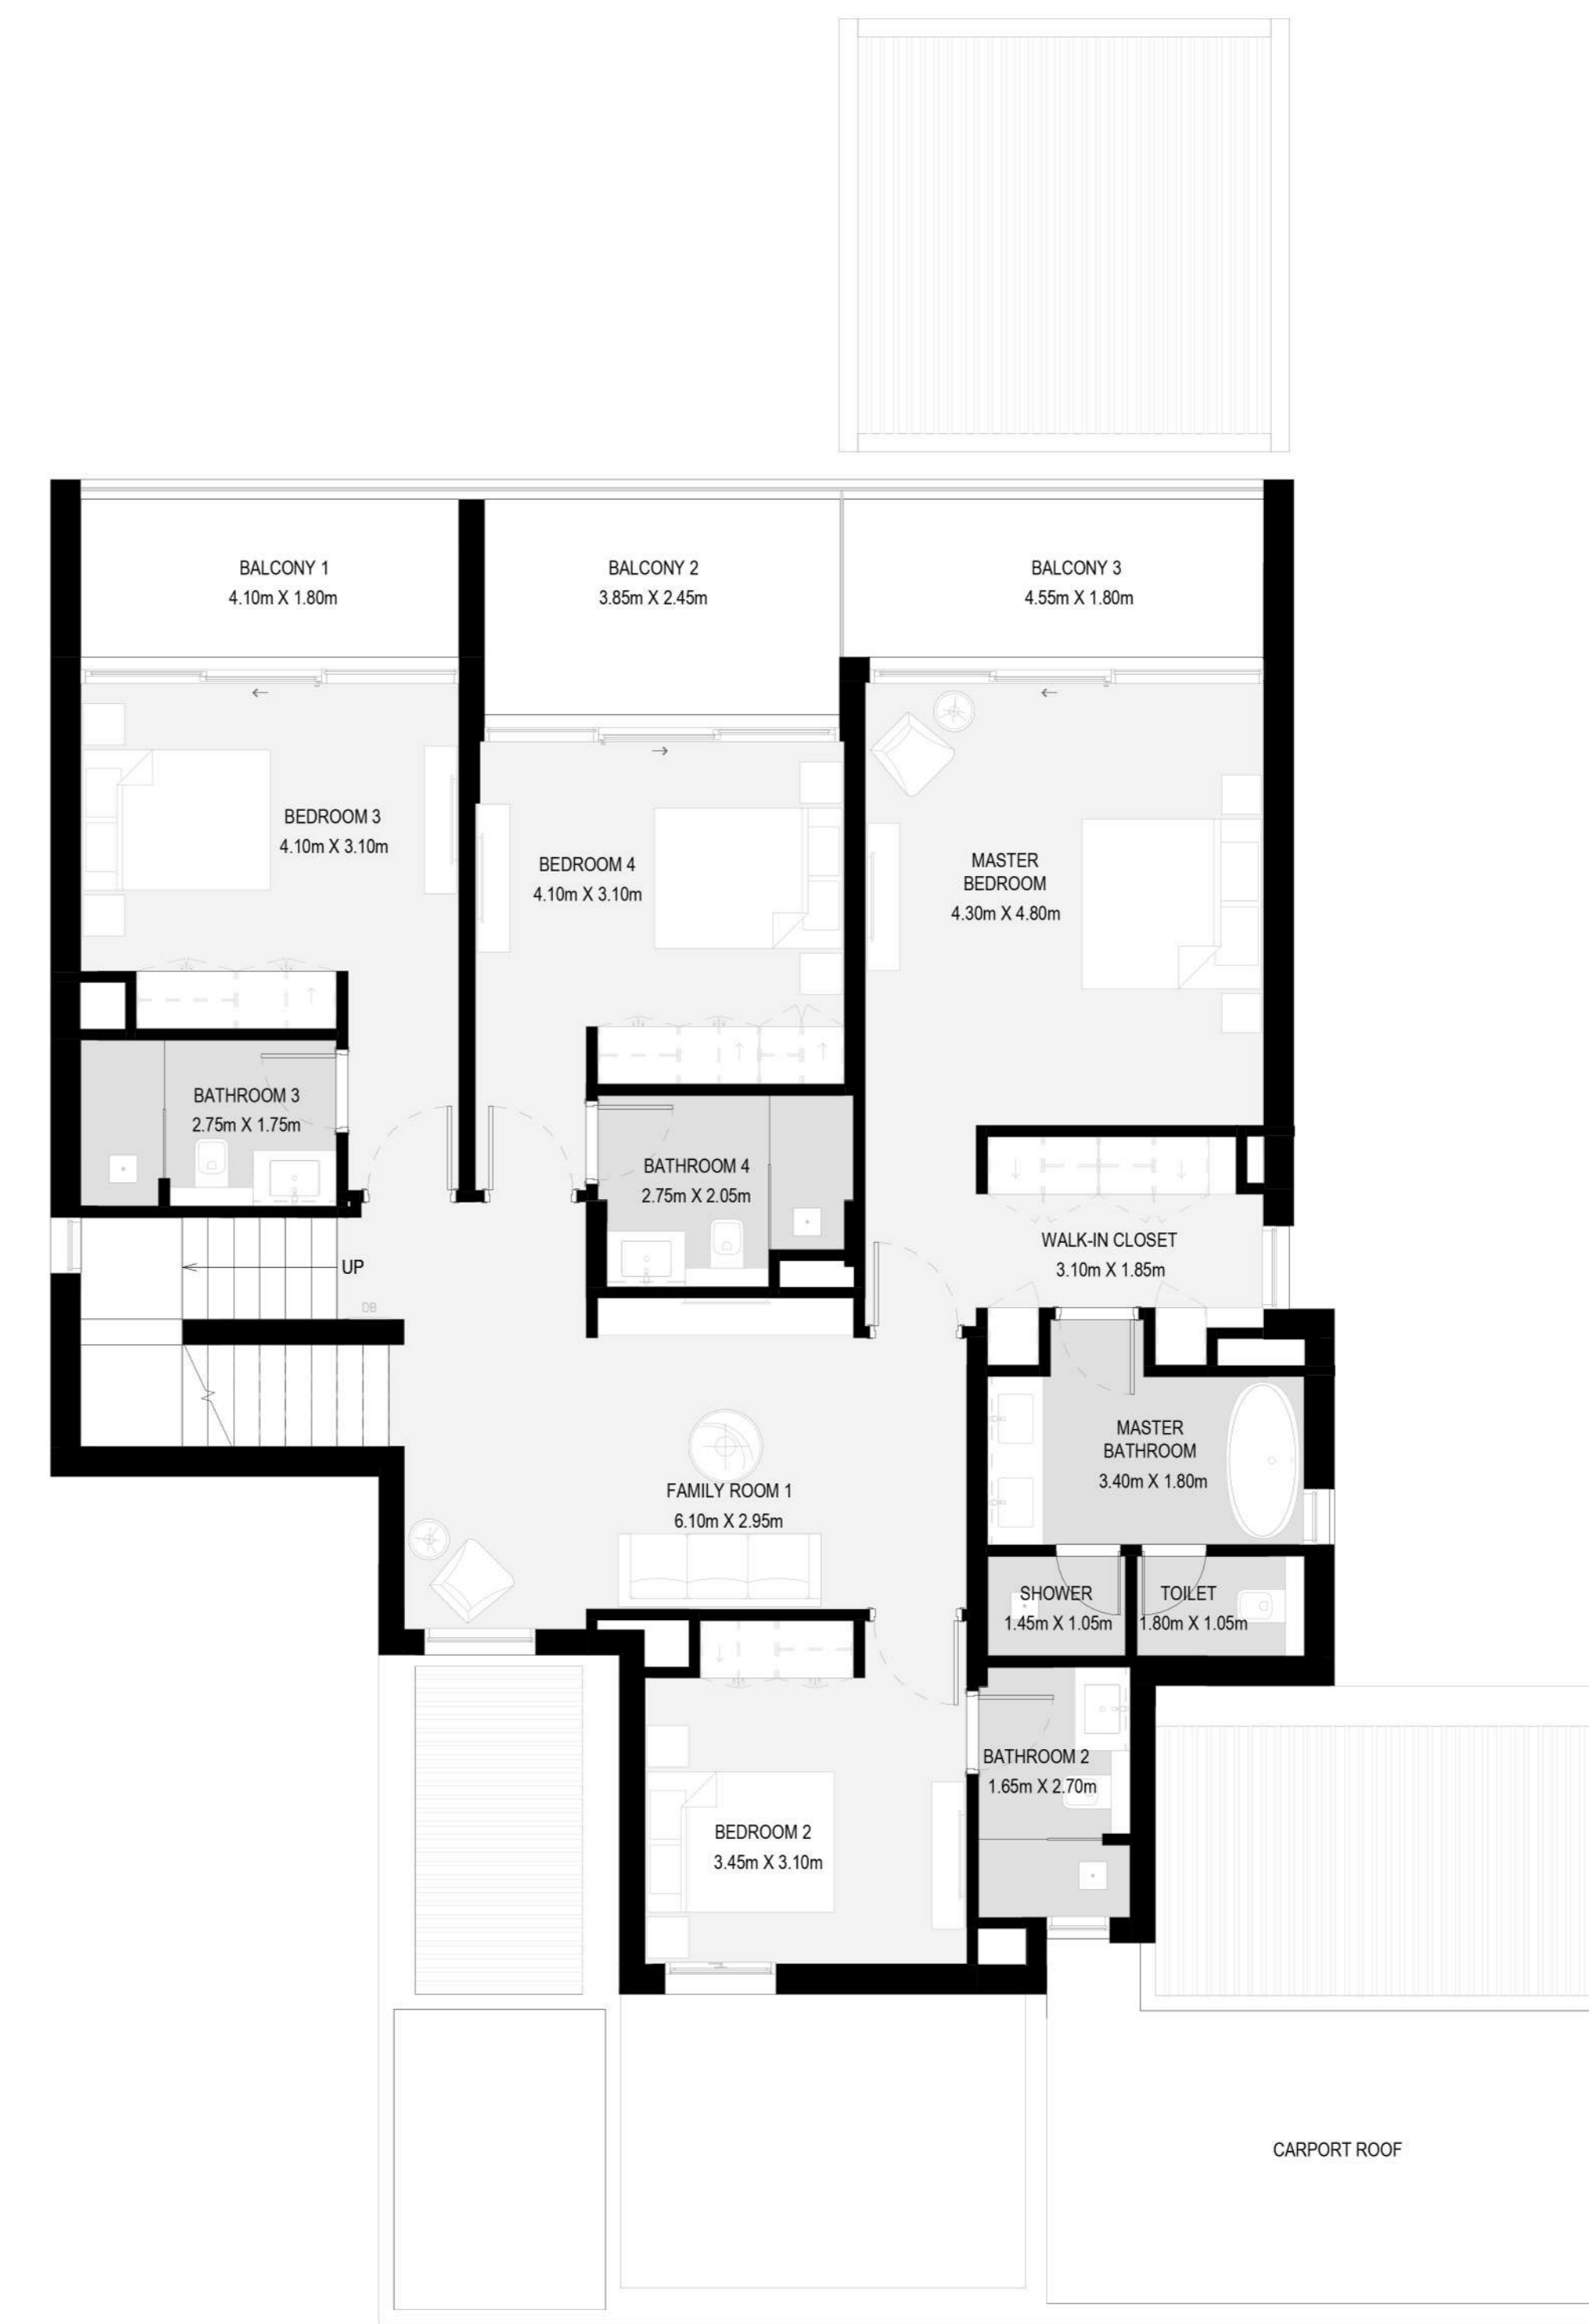 BALCONY 1
4.10m X 1.80m
BALCONY 2
3.85m X 2.45m
BALCONY 3
4.55m X 1.80m
BEDROOM 3
4.10m X 3.10m
BEDROOM 4
4.10m X 3.10m
MASTER
BEDROOM
4.30m X 4.80m
BATHROOM 3
2.75m X 1.75m
BATHROOM 4
2.75m X 2.05m
WALK-IN CLOSET
3.10m X 1.85m
UP
DB
MASTER
BATHROOM
3.40m X 1.80m
FAMILY ROOM 1
6.10m X 2.95m
SHOWER
1.45m X 1.05m
TOILET
1.80m X 1.05m
BATHROOM 2
1.65m X 2.70m
BEDROOM 2
3.45m X 3.10m
CARPORT ROOF